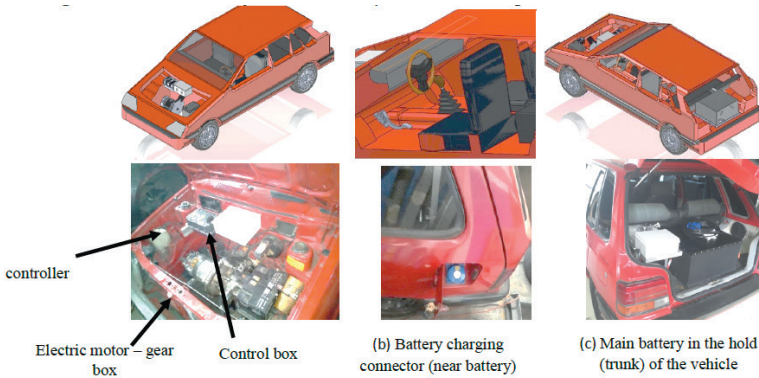 controller
Electric motor – gear
box
Control box
(b) Battery charging
connector (near battery)
(c) Main battery in the hold
(trunk) of the vehicle